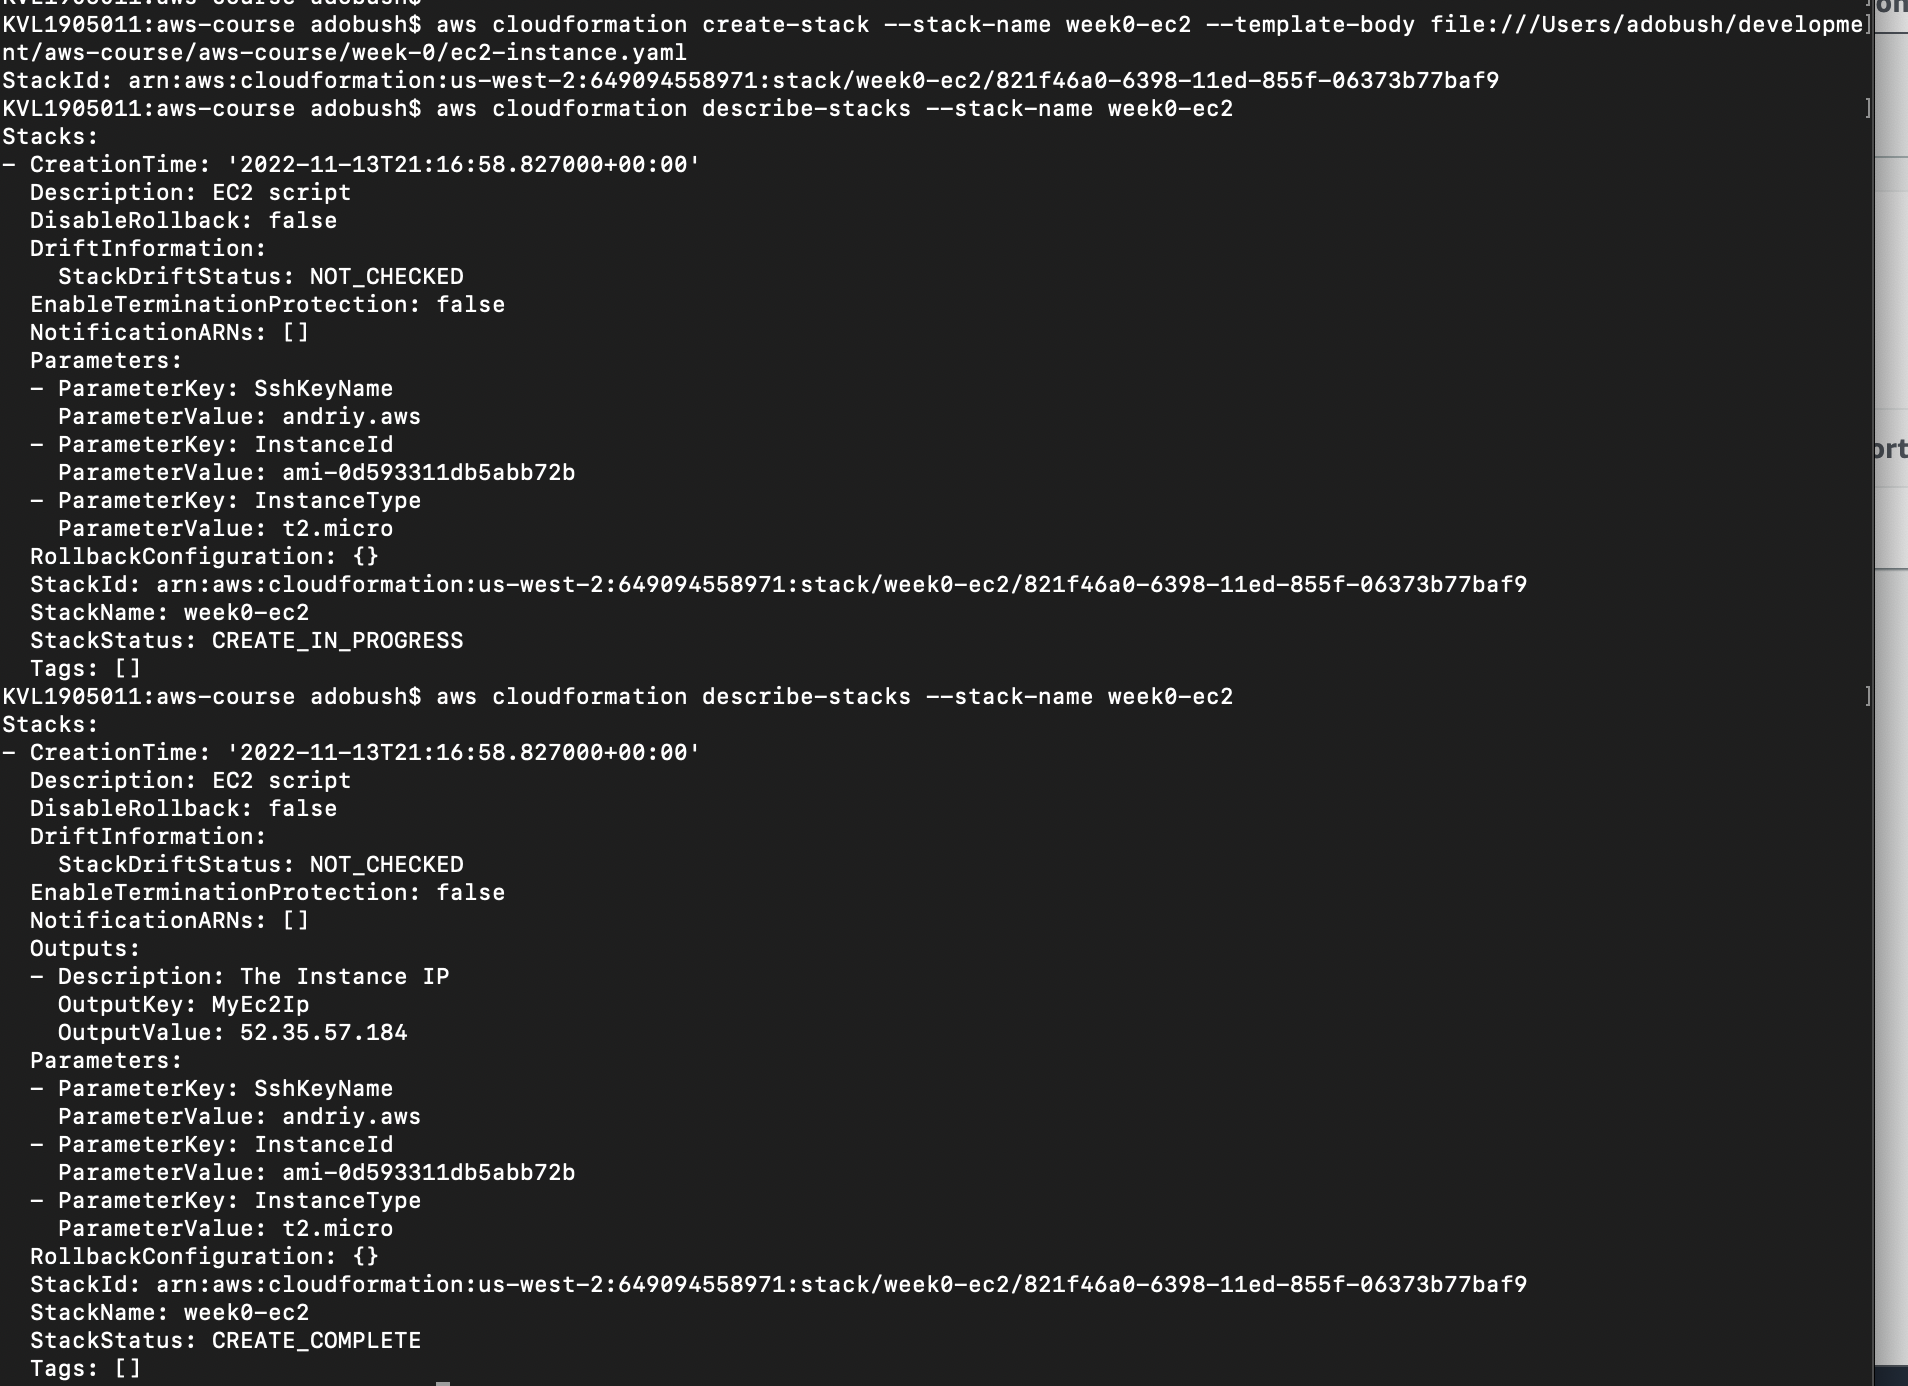 KVL1905011:aws-course adobush$
KVL1905011:aws-course adobush$ aws cloudformation create-stack --stack-name week0-ec2 --template-body file:///Users/adobush/developme]
nt/aws-course/aws-course/week-0/ec2-instance.yaml
StackId: arn:aws:cloudformation:us-west-2:649094558971:stack/week0-ec2/821f46a0-6398-11ed-855f-06373b77baf9
KVL1905011:aws-course adobush$ aws cloudformation describe-stacks --stack-name week0-ec2 ]
Stacks:
- CreationTime: '2022-11-13T21:16:58.827000+00:00'
  Description: EC2 script
  DisableRollback: false
  DriftInformation:
    StackDriftStatus: NOT_CHECKED
  EnableTerminationProtection: false
  NotificationARNs: []
  Parameters:
  - ParameterKey: SshKeyName
    ParameterValue: andriy.aws
  - ParameterKey: InstanceId
    ParameterValue: ami-0d593311db5abb72b
  - ParameterKey: InstanceType
    ParameterValue: t2.micro
  RollbackConfiguration: {}
  StackId: arn:aws:cloudformation:us-west-2:649094558971:stack/week0-ec2/821f46a0-6398-11ed-855f-06373b77baf9
  StackName: week0-ec2
  StackStatus: CREATE_IN_PROGRESS
  Tags: []
KVL1905011:aws-course adobush$ aws cloudformation describe-stacks --stack-name week0-ec2 ]
Stacks:
- CreationTime: '2022-11-13T21:16:58.827000+00:00'
  Description: EC2 script
  DisableRollback: false
  DriftInformation:
    StackDriftStatus: NOT_CHECKED
  EnableTerminationProtection: false
  NotificationARNs: []
  Outputs:
  - Description: The Instance IP
    OutputKey: MyEc2Ip
    OutputValue: 52.35.57.184
  Parameters:
  - ParameterKey: SshKeyName
    ParameterValue: andriy.aws
  - ParameterKey: InstanceId
    ParameterValue: ami-0d593311db5abb72b
  - ParameterKey: InstanceType
    ParameterValue: t2.micro
  RollbackConfiguration: {}
  StackId: arn:aws:cloudformation:us-west-2:649094558971:stack/week0-ec2/821f46a0-6398-11ed-855f-06373b77baf9
  StackName: week0-ec2
  StackStatus: CREATE_COMPLETE
  Tags: []